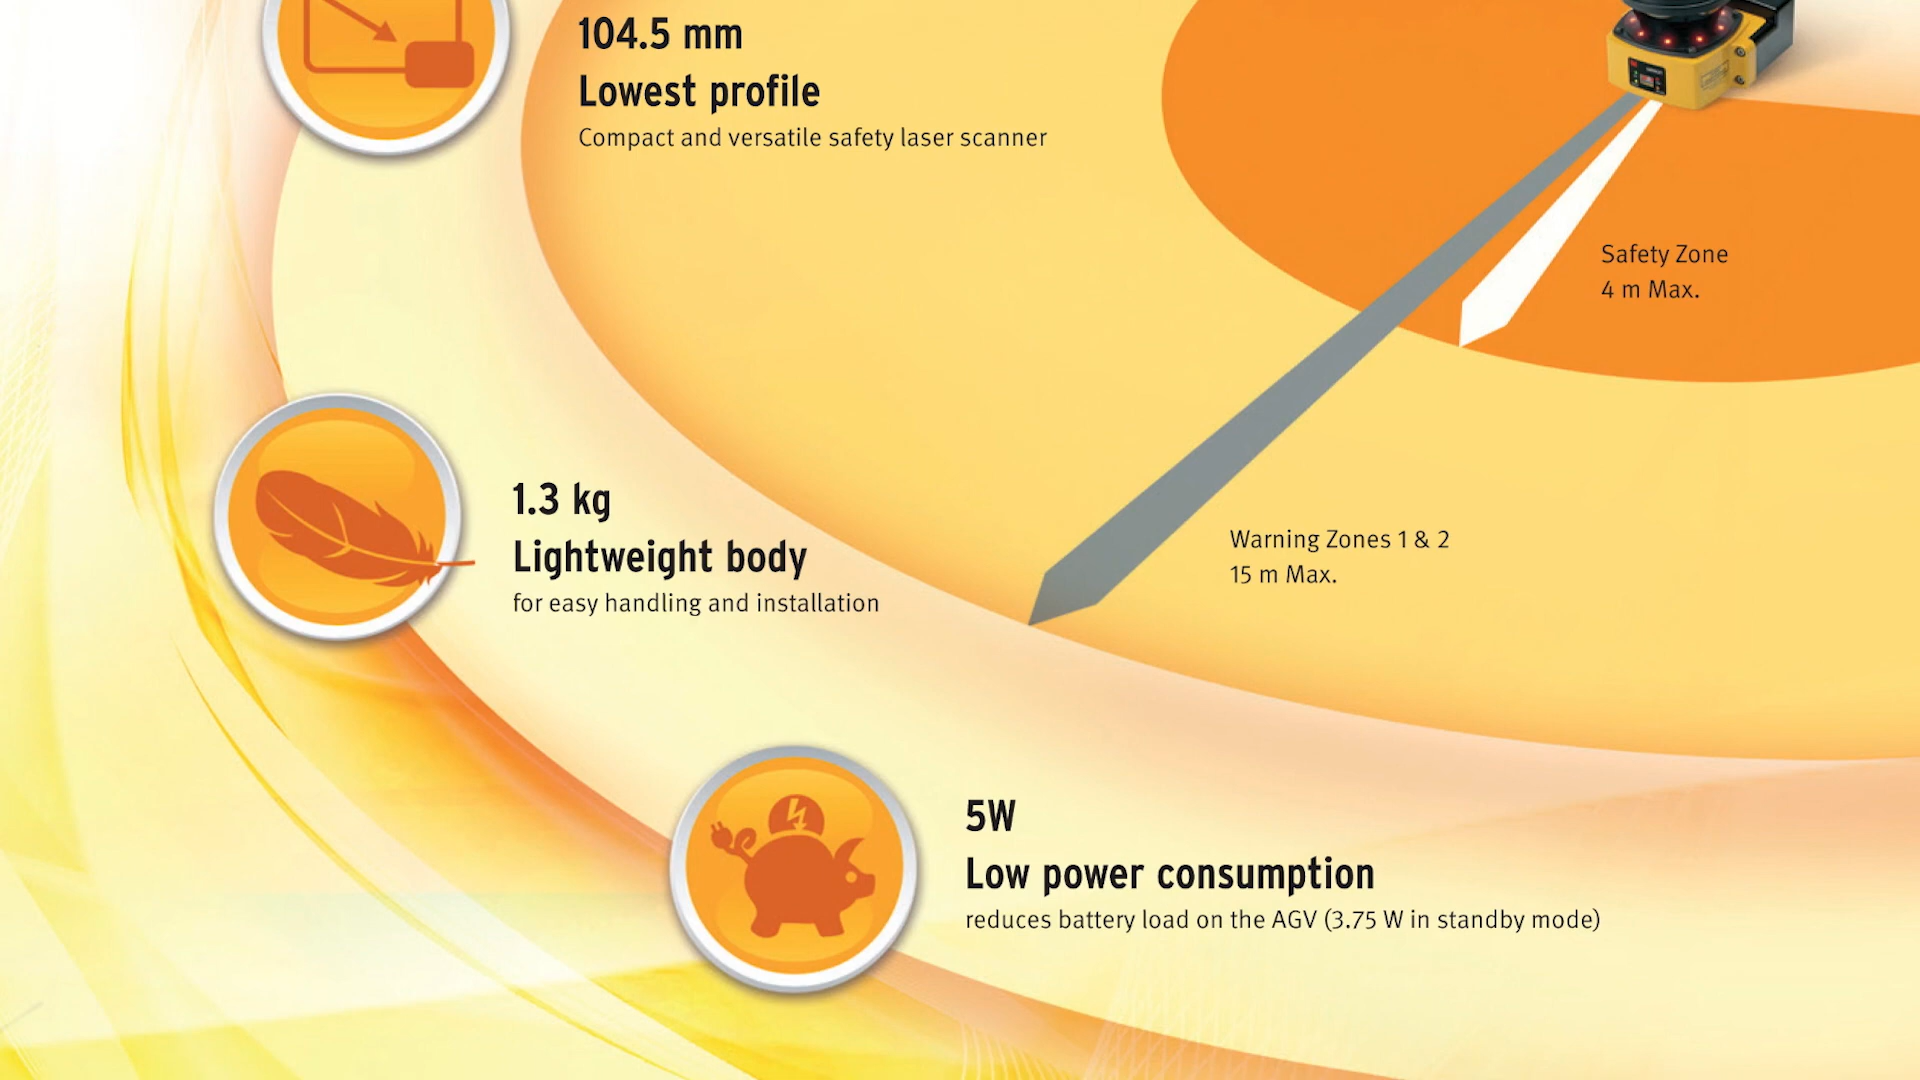 104.5 mm
Lowest profile
Compact and versatile safety laser scanner
Safety Zone
4 m Max.
1.3 kg
Lightweight body
for easy handling and installation
Warning Zones 1 & 2
15 m Max.
5W
Low power consumption
reduces battery load on the AGV (3.75 W in standby mode)